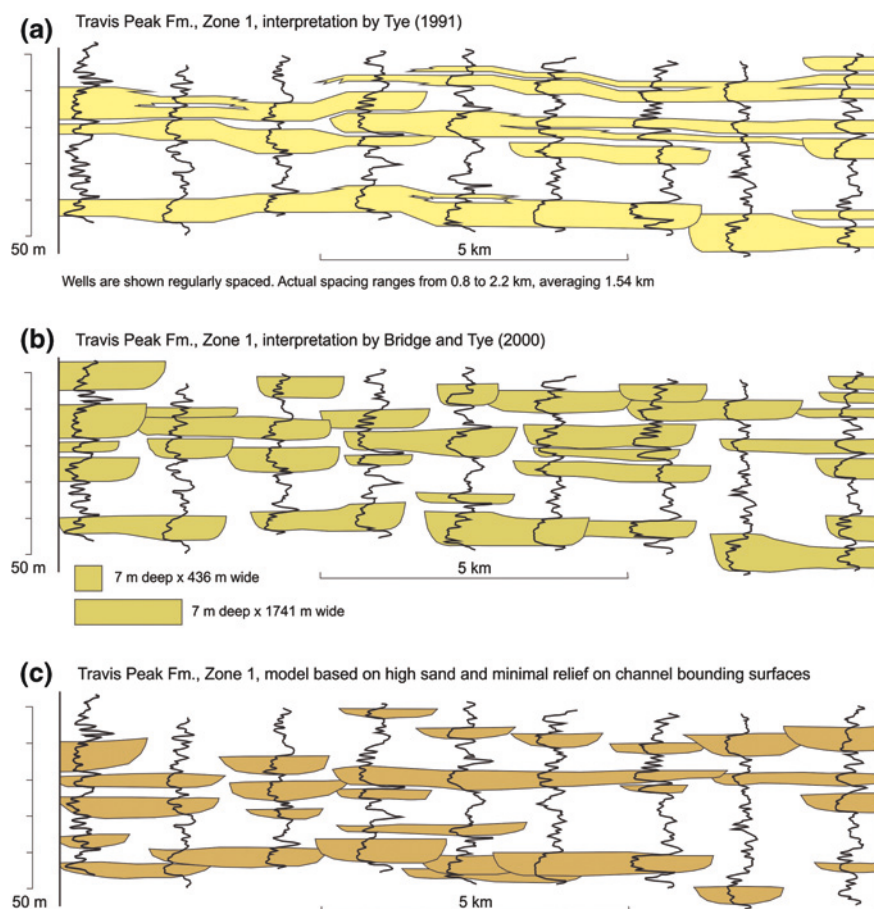 (a) Travis Peak Fm., Zone 1, interpretation by Tye (1991)
50 m
5 km
Wells are shown regularly spaced. Actual spacing ranges from 0.8 to 2.2 km, averaging 1.54 km
(b) Travis Peak Fm., Zone 1, interpretation by Bridge and Tye (2000)
50 m
7 m deep x 436 m wide
5 km
7 m deep x 1741 m wide
(c) Travis Peak Fm., Zone 1, model based on high sand and minimal relief on channel bounding surfaces
50 m
5 km